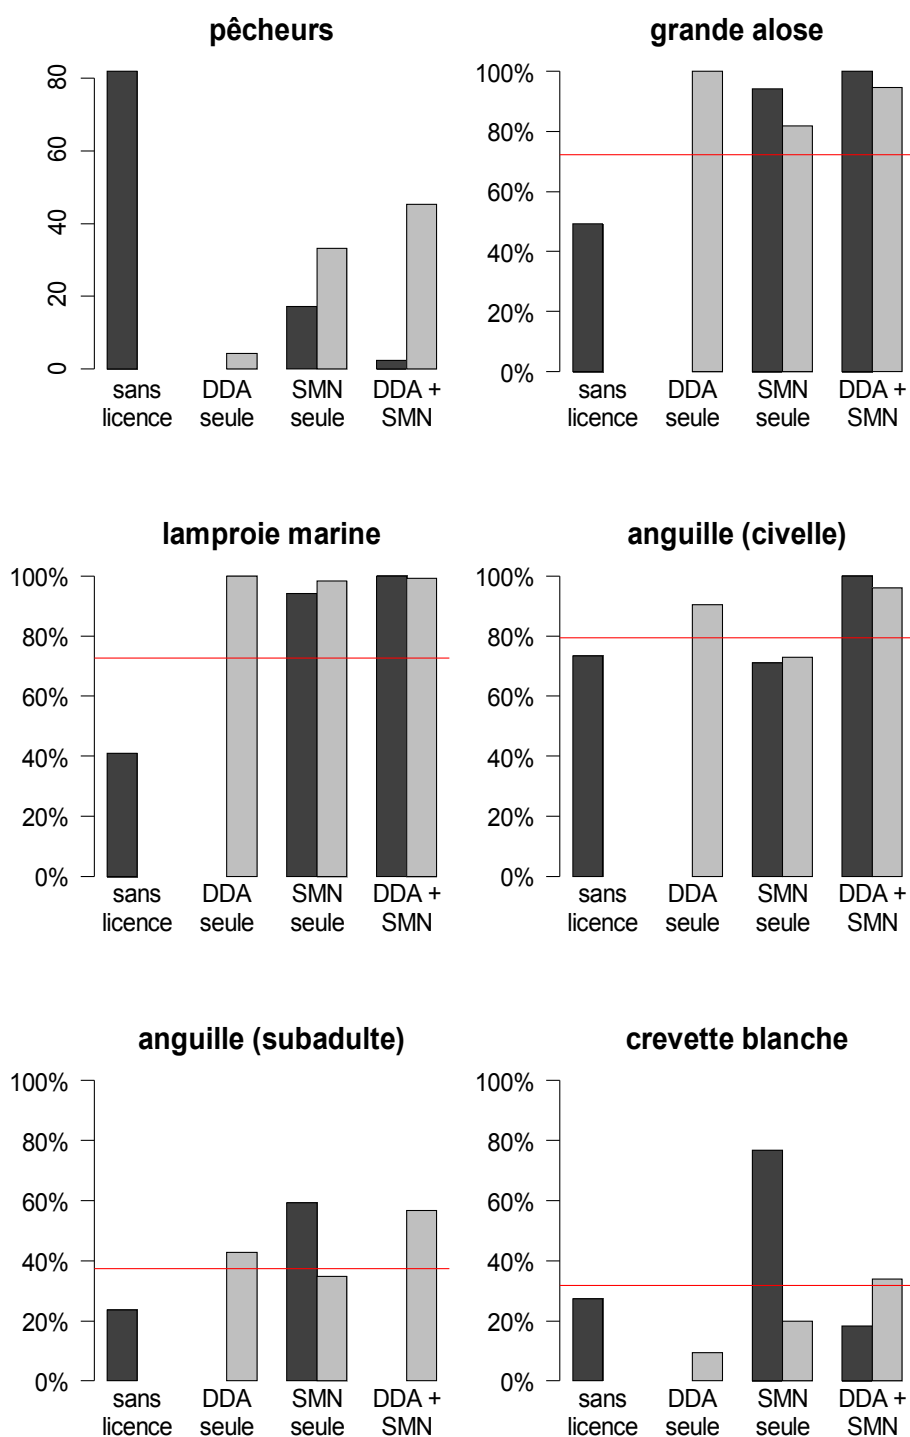 pêcheurs
80
60
40
20
0
sans
licence
DDA
seule
SMN
seule
DDA +
SMN
grande alose
100%
80%
60%
40%
20%
0%
sans
licence
DDA
seule
SMN
seule
DDA +
SMN
lamproie marine
100%
80%
60%
40%
20%
0%
sans
licence
DDA
seule
SMN
seule
DDA +
SMN
anguille (civelle)
100%
80%
60%
40%
20%
0%
sans
licence
DDA
seule
SMN
seule
DDA +
SMN
anguille (subadulte)
100%
80%
60%
40%
20%
0%
sans
licence
DDA
seule
SMN
seule
DDA +
SMN
crevette blanche
100%
80%
60%
40%
20%
0%
sans
licence
DDA
seule
SMN
seule
DDA +
SMN